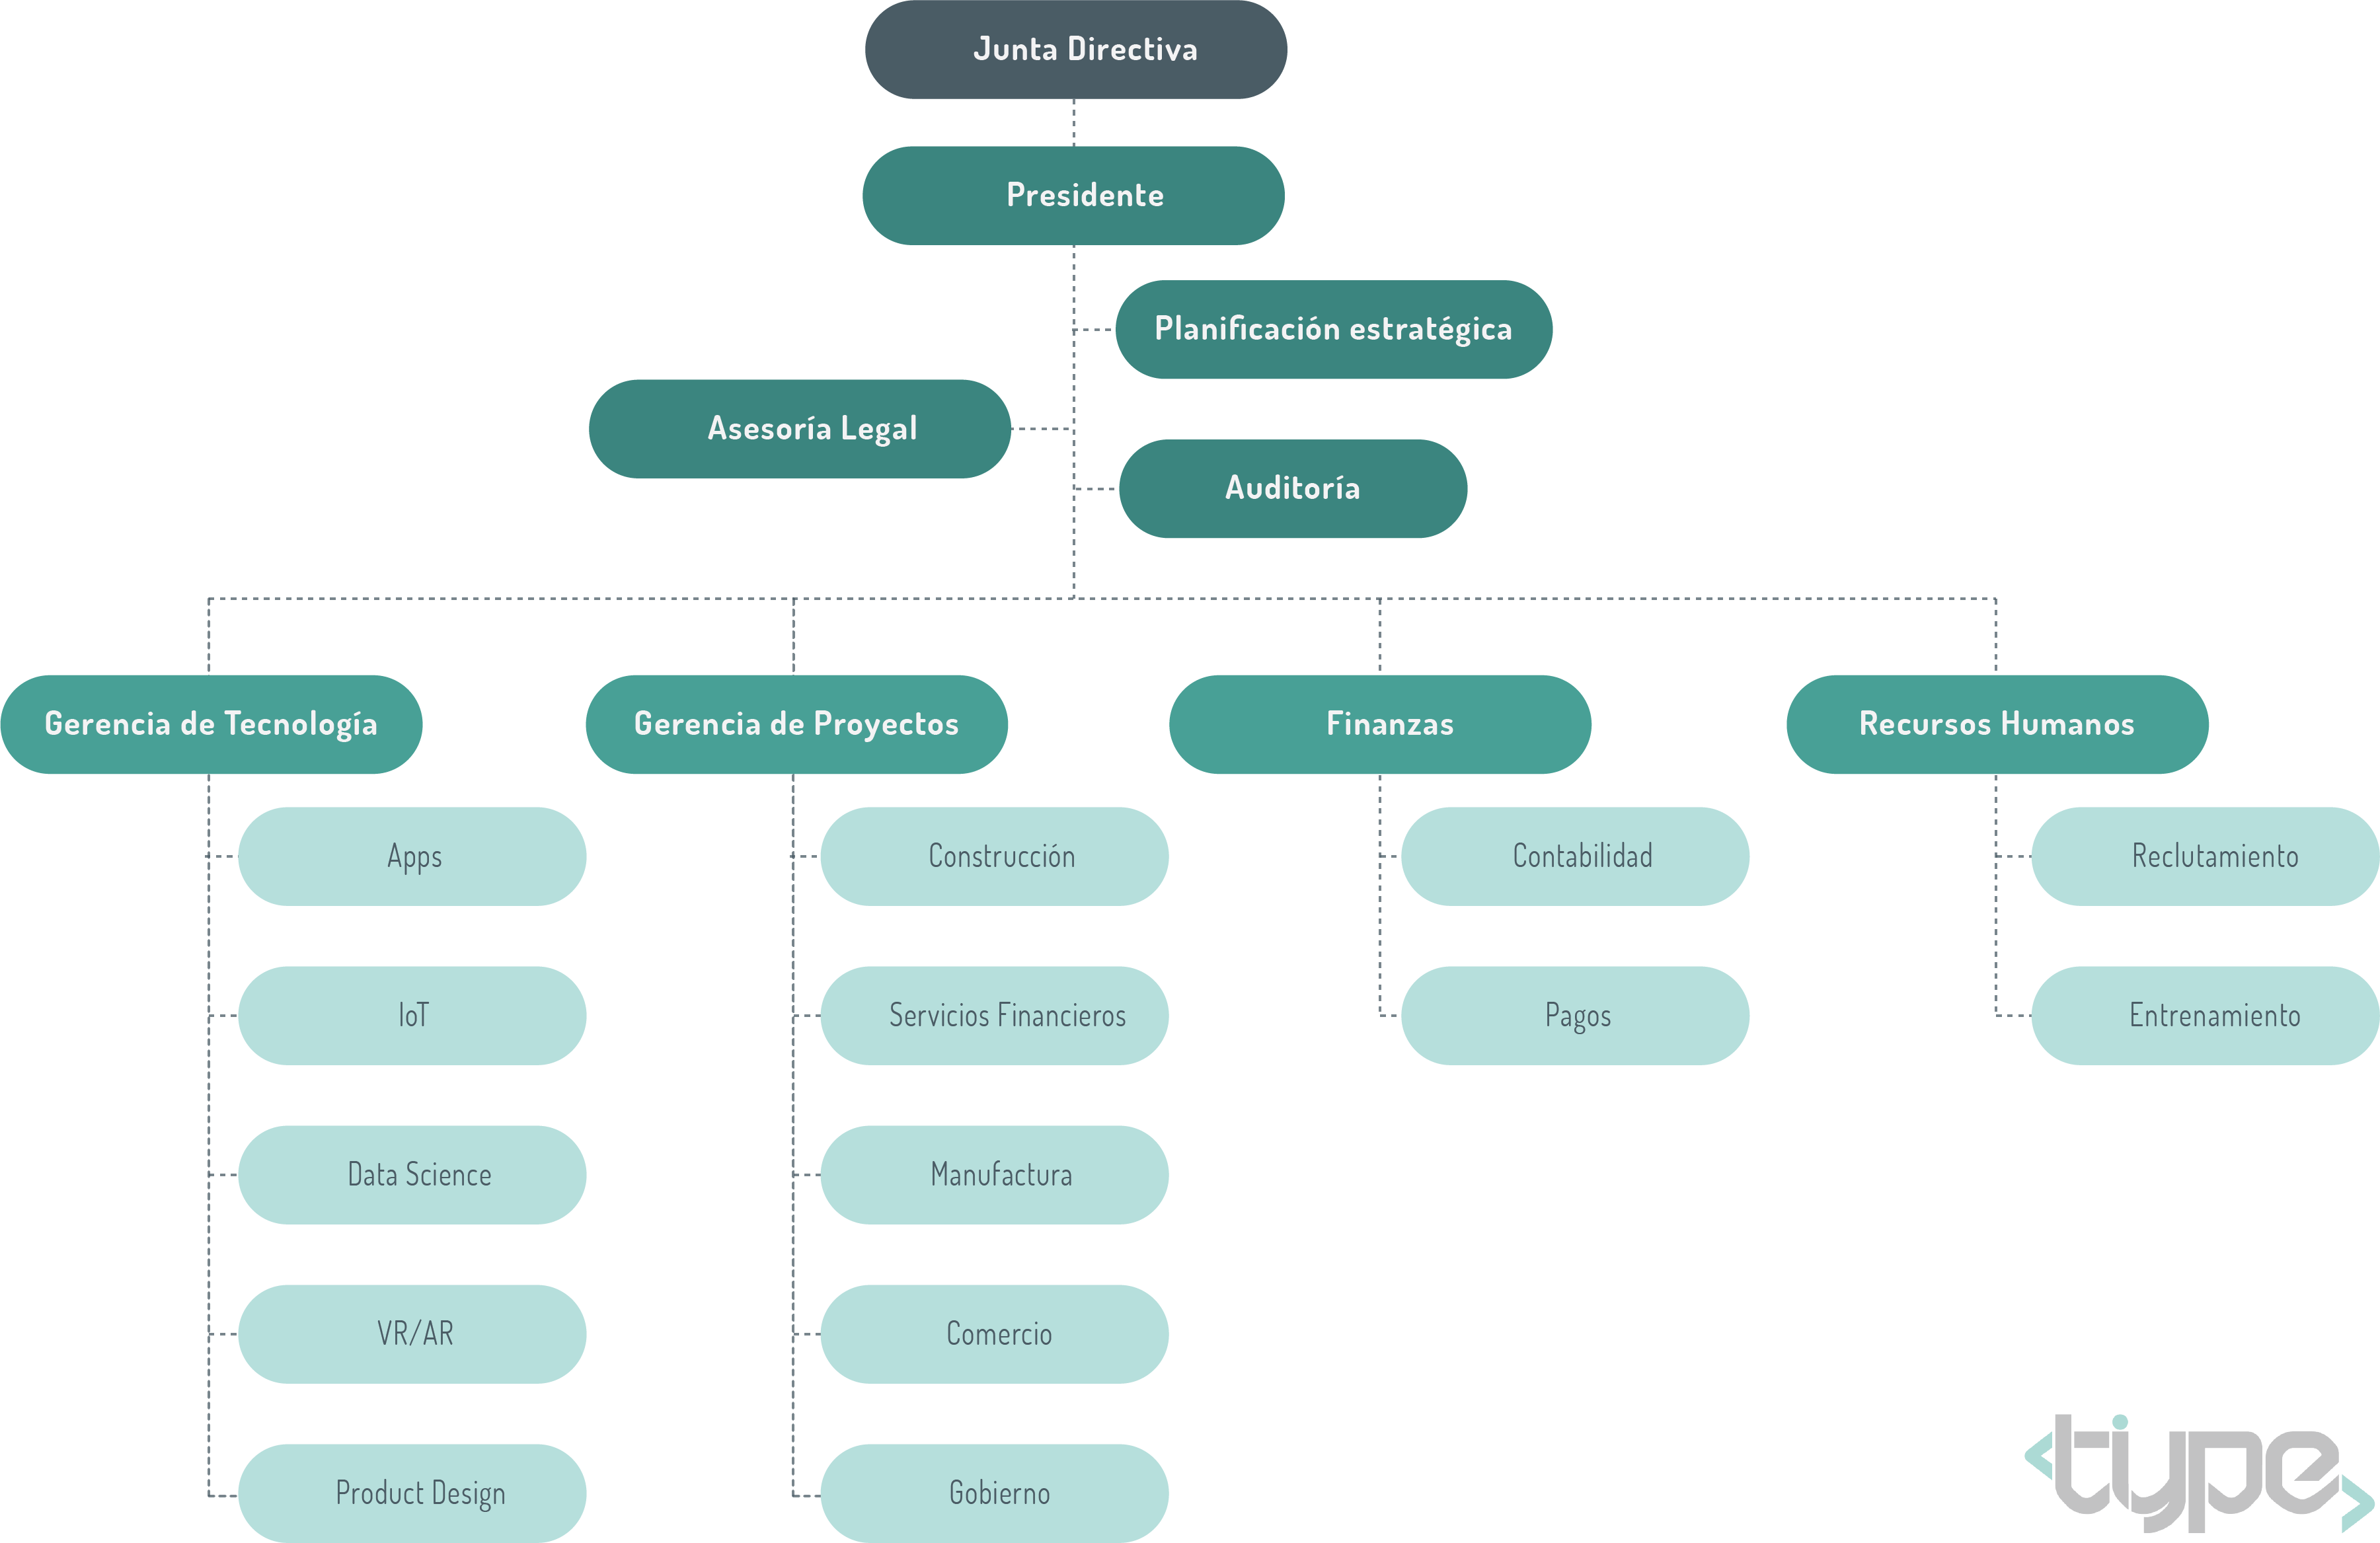 Junta Directiva
Presidente
Planificación estratégica
Asesoría Legal
Auditoría
Gerencia de Tecnología
Gerencia de Proyectos
Finanzas
Recursos Humanos
Apps
Construcción
Contabilidad
Reclutamiento
IoT
Servicios Financieros
Pagos
Entrenamiento
Data Science
Manufactura
VR/AR
Comercio
Product Design
Gobierno
<tiype>